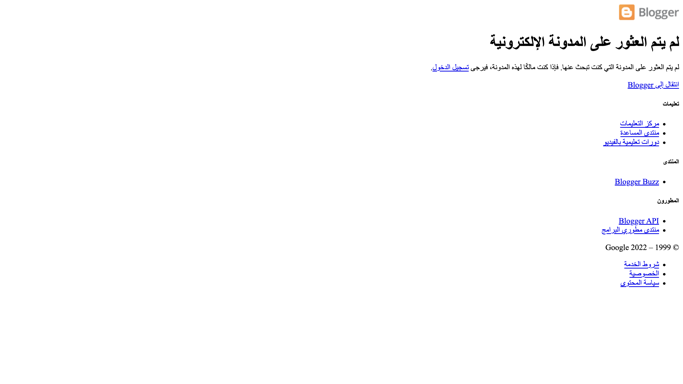 Blogger
لم يتم العثور على المدونة الإلكترونية
لم يتم العثور على المدونة التي كنت تبحث عنها. فإذا كنت مالكًا لهذه المدونة، فيرجى تسجيل الدخول.
انتقال إلى Blogger
تعليمات
مركز التعليمات
منتدى المساعدة
دورات تعليمية بالفيديو
المنتدى
Blogger Buzz
المطورون
Blogger API
منتدى مطوري البرامج
© 1999 – 2022 Google
شروط الخدمة
الخصوصية
سياسة المحتوى